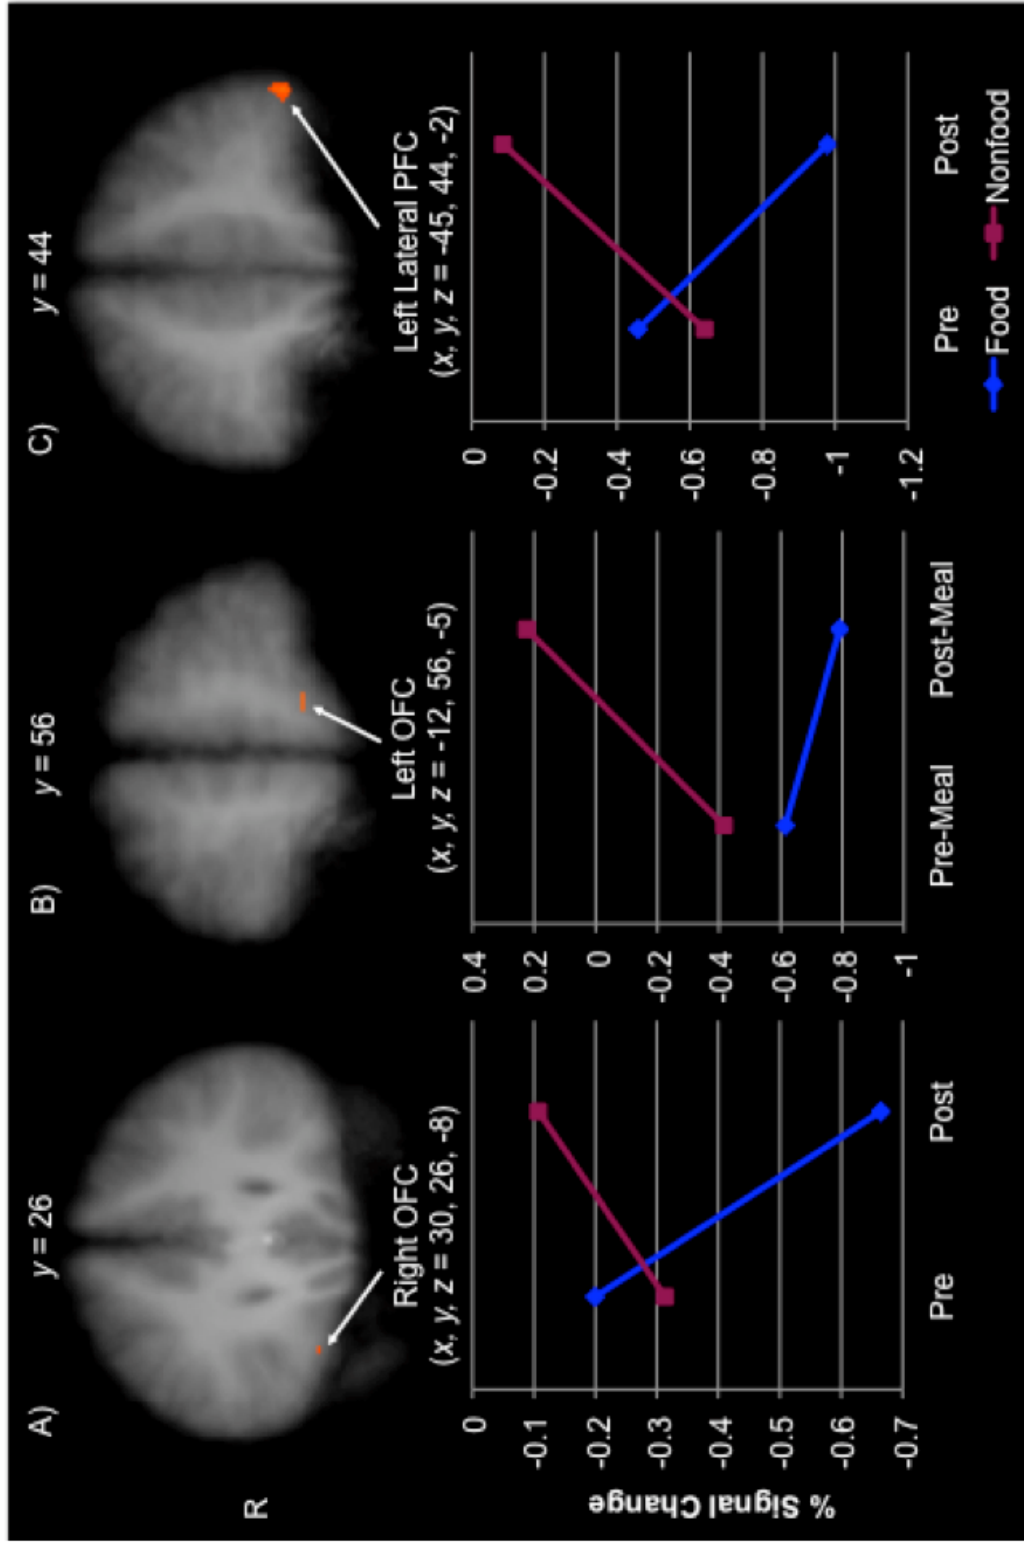 A)
y = 26
B)
y = 56
C)
y = 44
R
Right OFC
(x, y, z = 30, 26, -8)
Left OFC
(x, y, z = -12, 56, -5)
Left Lateral PFC
(x, y, z = -45, 44, -2)
% Signal Change
0
-0.1
-0.2
-0.3
-0.4
-0.5
-0.6
-0.7
Pre
Post
0.4
0.2
0
-0.2
-0.4
-0.6
-0.8
-1
Pre-Meal
Post-Meal
0
-0.2
-0.4
-0.6
-0.8
-1
-1.2
Pre
Post
Food
Nonfood